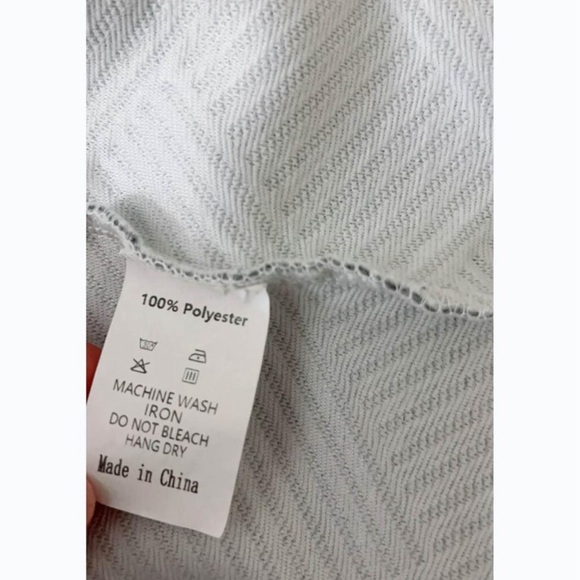 100% Polyester
MACHINE WASH
IRON
DO NOT BLEACH
HANG DRY
Made in China